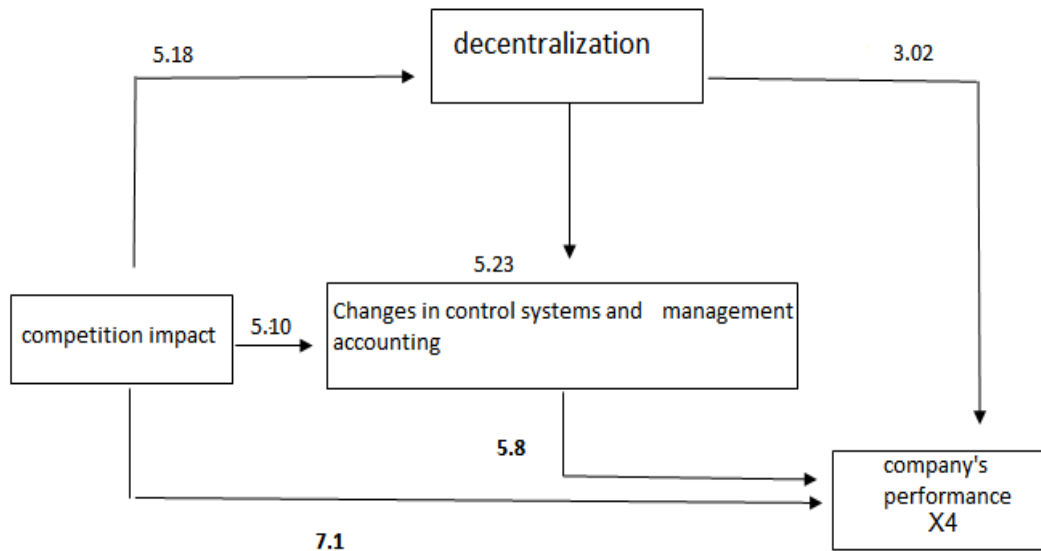 decentralization
5.18
3.02
5.23
Changes in control systems and management
accounting
competition impact
5.10
5.8
company's
performance
X4
7.1